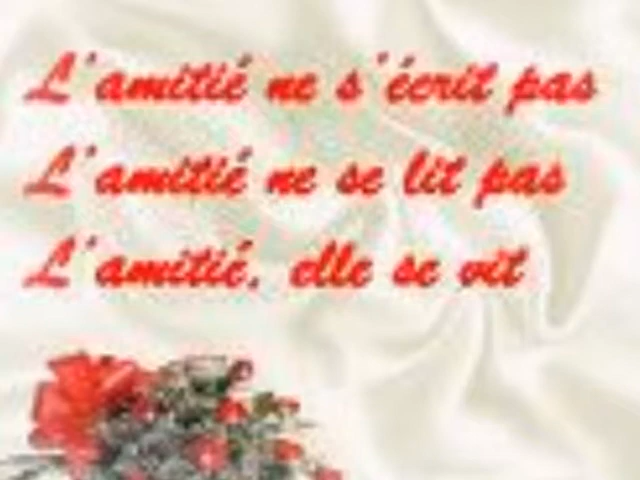 L'amitié ne s'écrit pas
L'amitié ne se lit pas
L'amitié, elle se vit